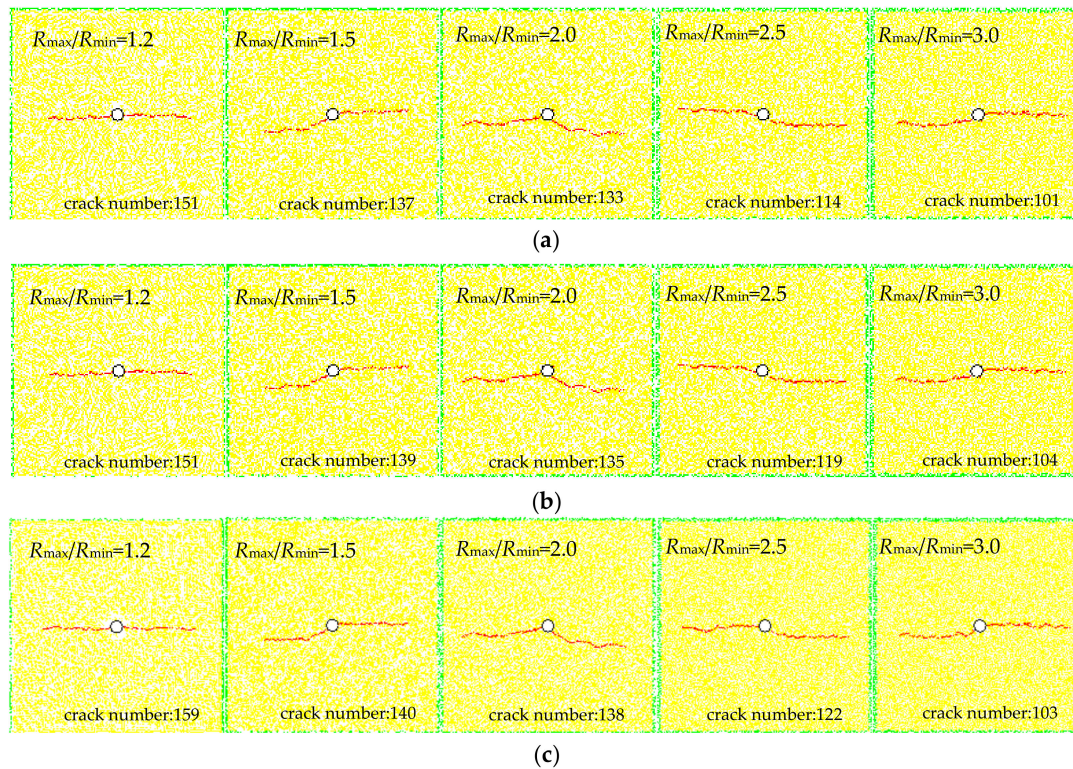 Rmax/Rmin=1.2 Rmax/Rmin=1.5 Rmax/Rmin=2.0 Rmax/Rmin=2.5 Rmax/Rmin=3.0
crack number:151 crack number:137 crack number:133 crack number:114 crack number:101
(a)
Rmax/Rmin=1.2 Rmax/Rmin=1.5 Rmax/Rmin=2.0 Rmax/Rmin=2.5 Rmax/Rmin=3.0
crack number:151 crack number:139 crack number:135 crack number:119 crack number:104
(b)
Rmax/Rmin=1.2 Rmax/Rmin=1.5 Rmax/Rmin=2.0 Rmax/Rmin=2.5 Rmax/Rmin=3.0
crack number:159 crack number:140 crack number:138 crack number:122 crack number:103
(c)